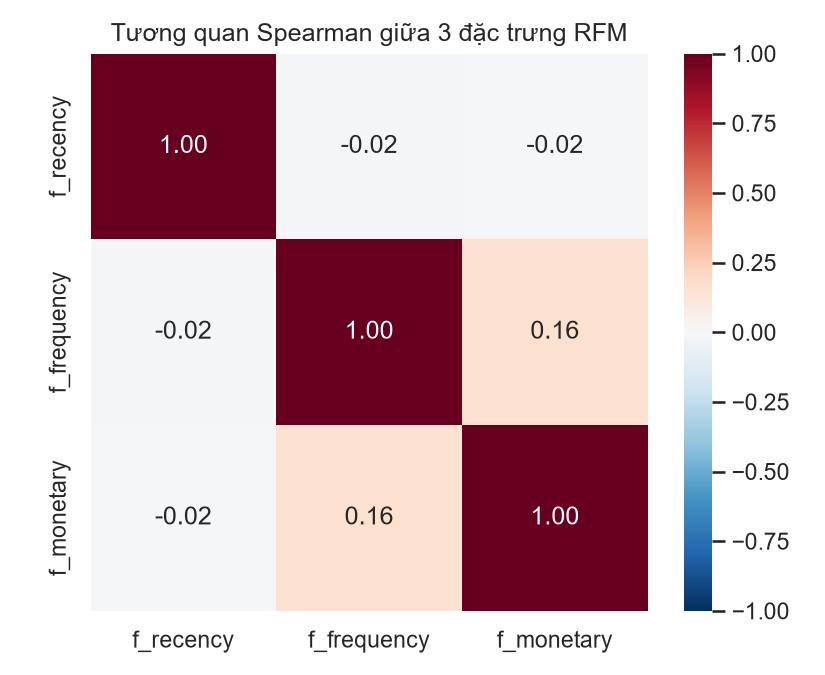 Tương quan Spearman giữa 3 đặc trưng RFM
f_recency
1.00
-0.02
-0.02
f_frequency
-0.02
1.00
0.16
f_monetary
-0.02
0.16
1.00
f_recency
f_frequency
f_monetary
1.00
0.75
0.50
0.25
0.00
−0.25
−0.50
−0.75
−1.00